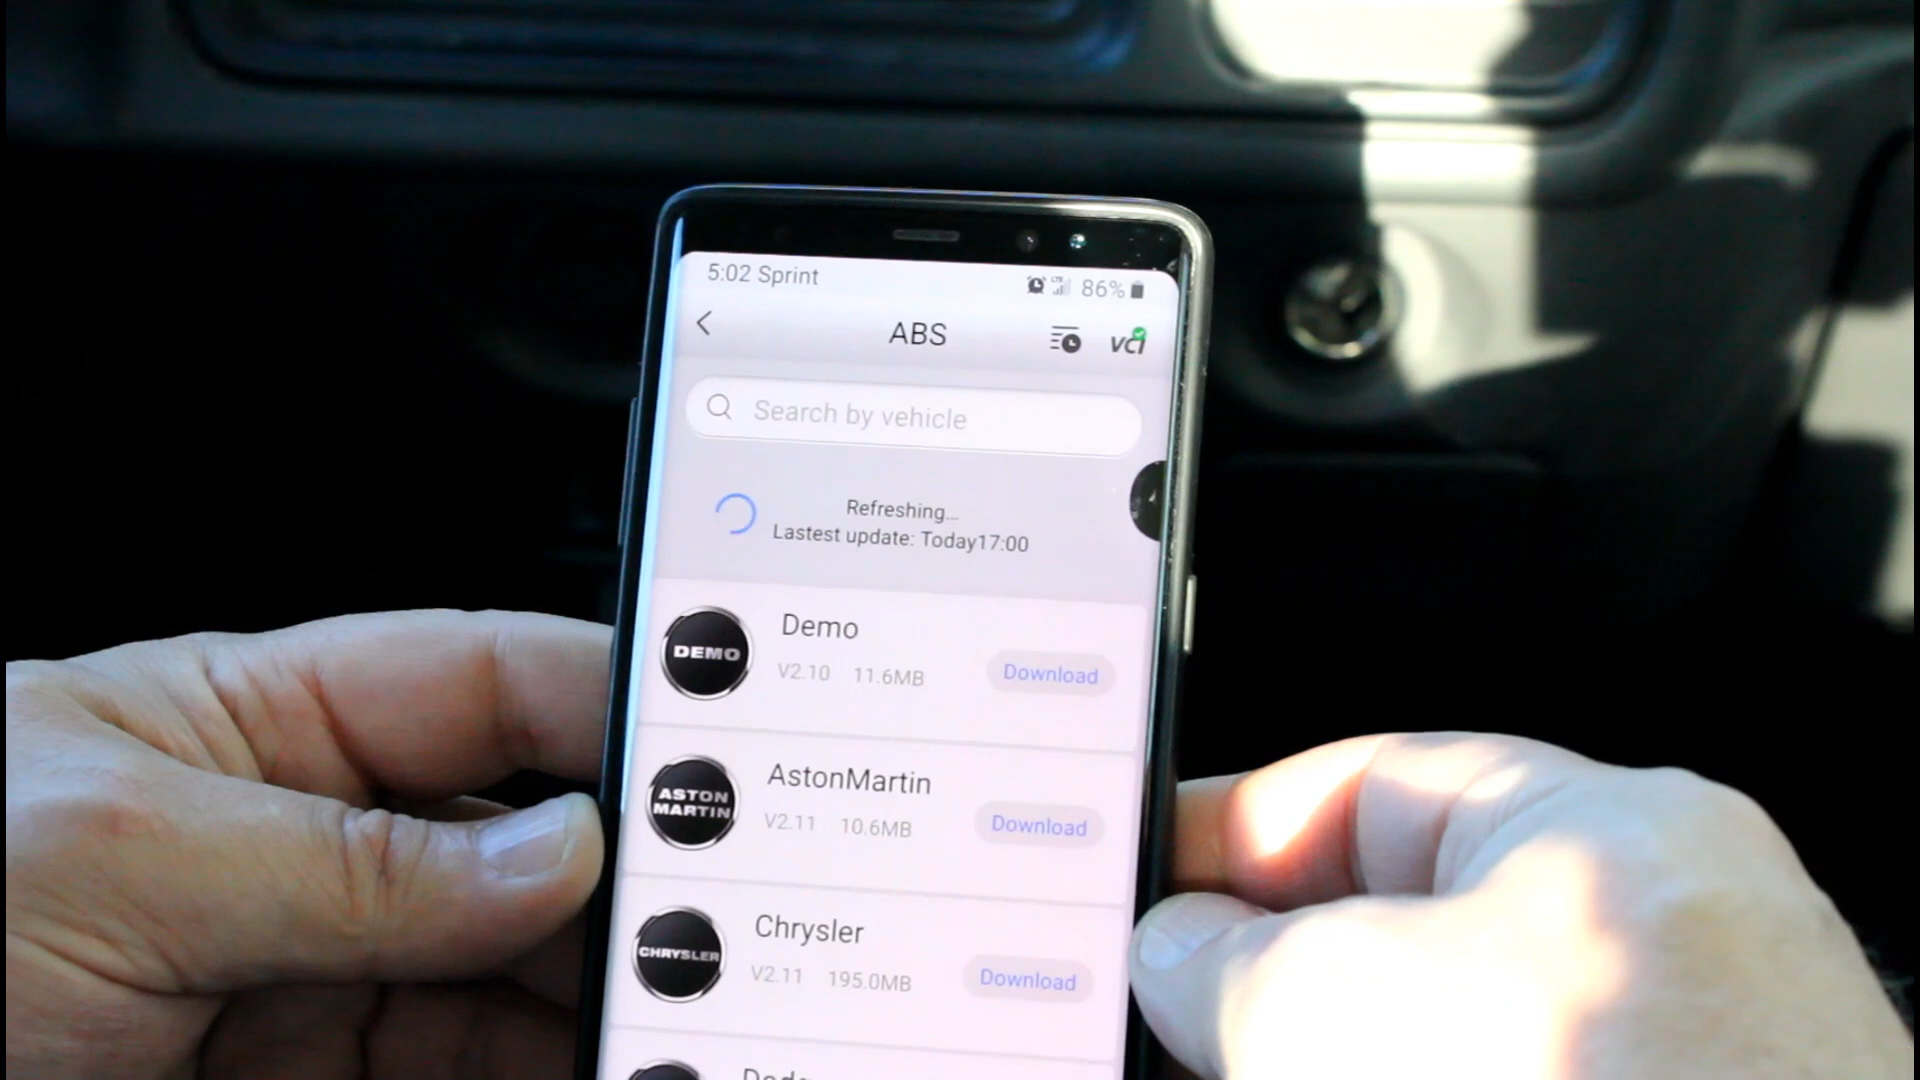 5:02 Sprint
LTE 86%
ABS
VCI
Search by vehicle
Refreshing...
Lastest update: Today17:00
Demo
DEMO
V2.10 11.6MB
Download
AstonMartin
ASTON
MARTIN
V2.11 10.6MB
Download
Chrysler
CHRYSLER
V2.11 195.0MB
Download